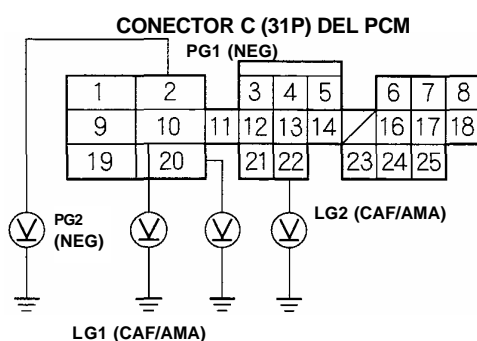 CONECTOR C (31P) DEL PCM
PG1 (NEG)
1 2 3 4 5 6 7 8
9 10 11 12 13 14 16 17 18
19 20 21 22 23 24 25
V PG2 V V V LG2 (CAF/AMA)
(NEG)
LG1 (CAF/AMA)